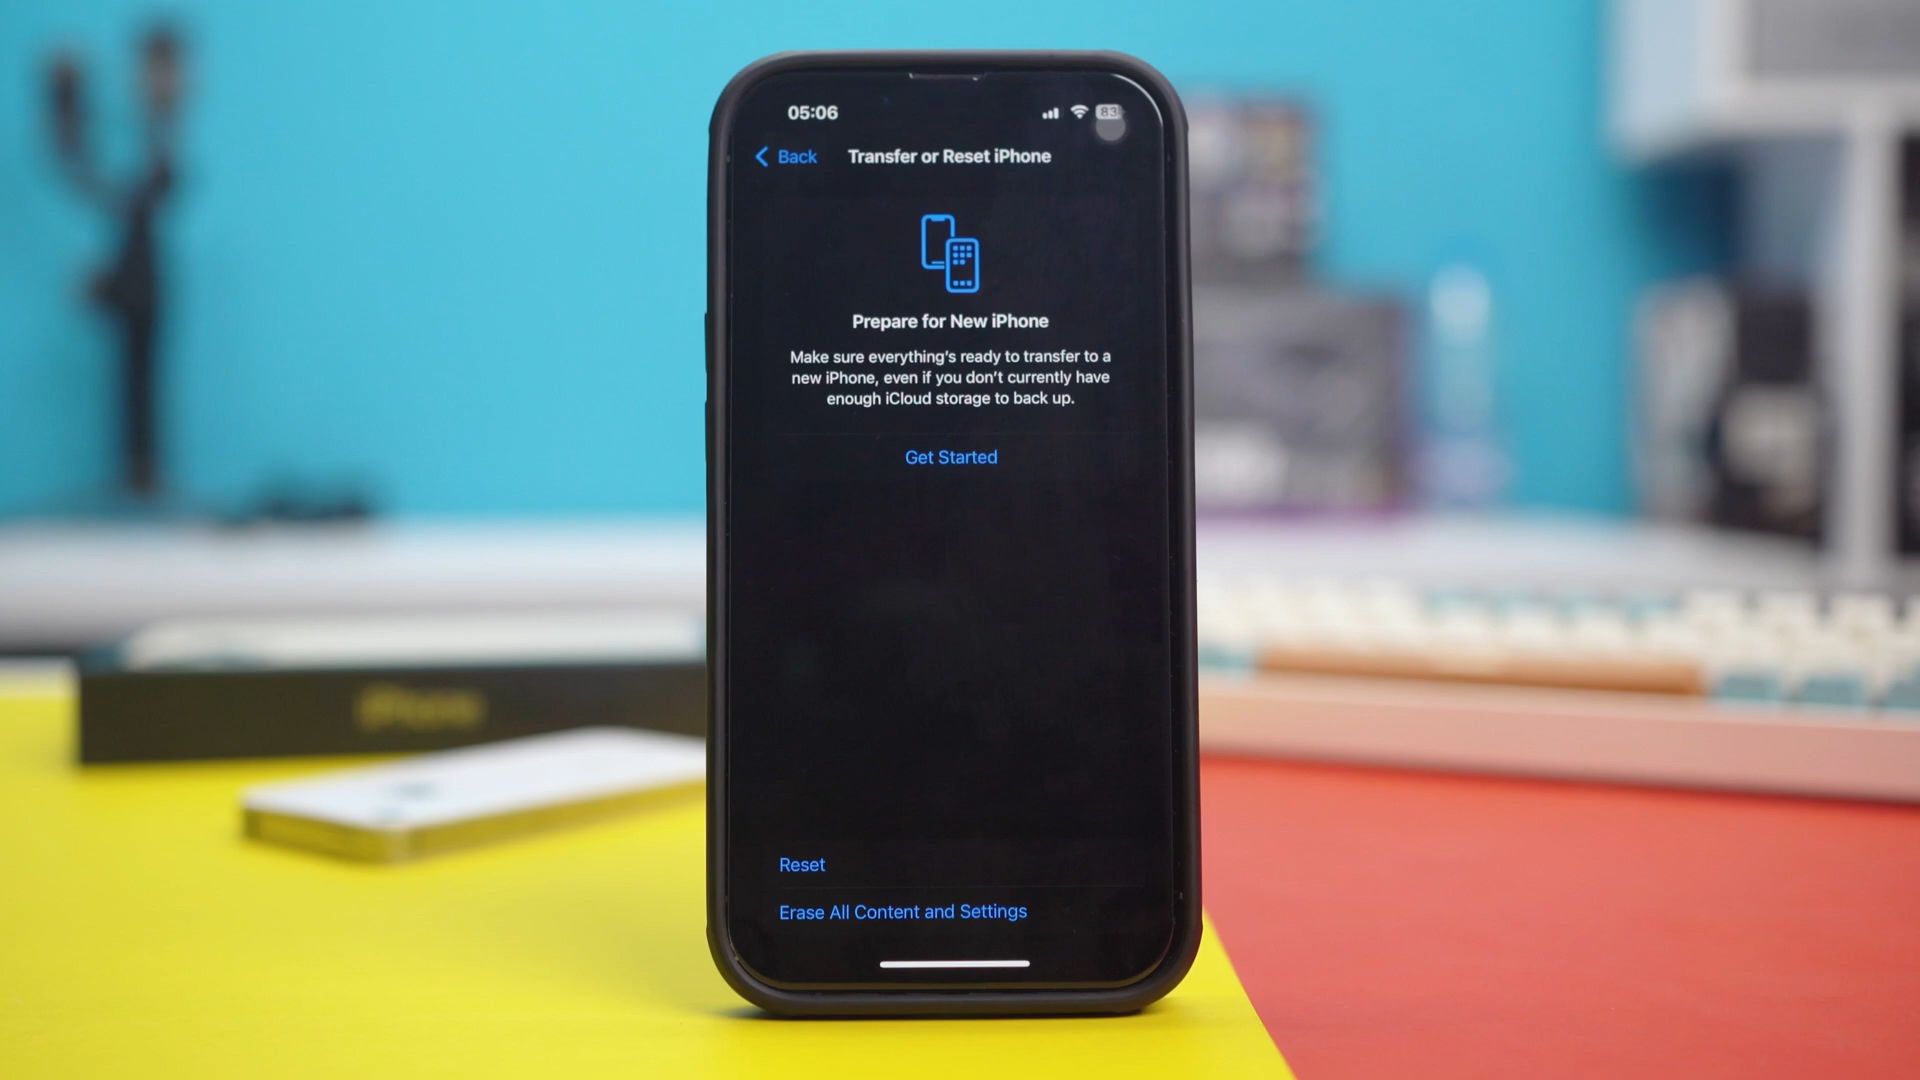 05:06
83
Back
Transfer or Reset iPhone
Prepare for New iPhone
Make sure everything's ready to transfer to a
new iPhone, even if you don't currently have
enough iCloud storage to back up.
Get Started
iPhone
Reset
Erase All Content and Settings